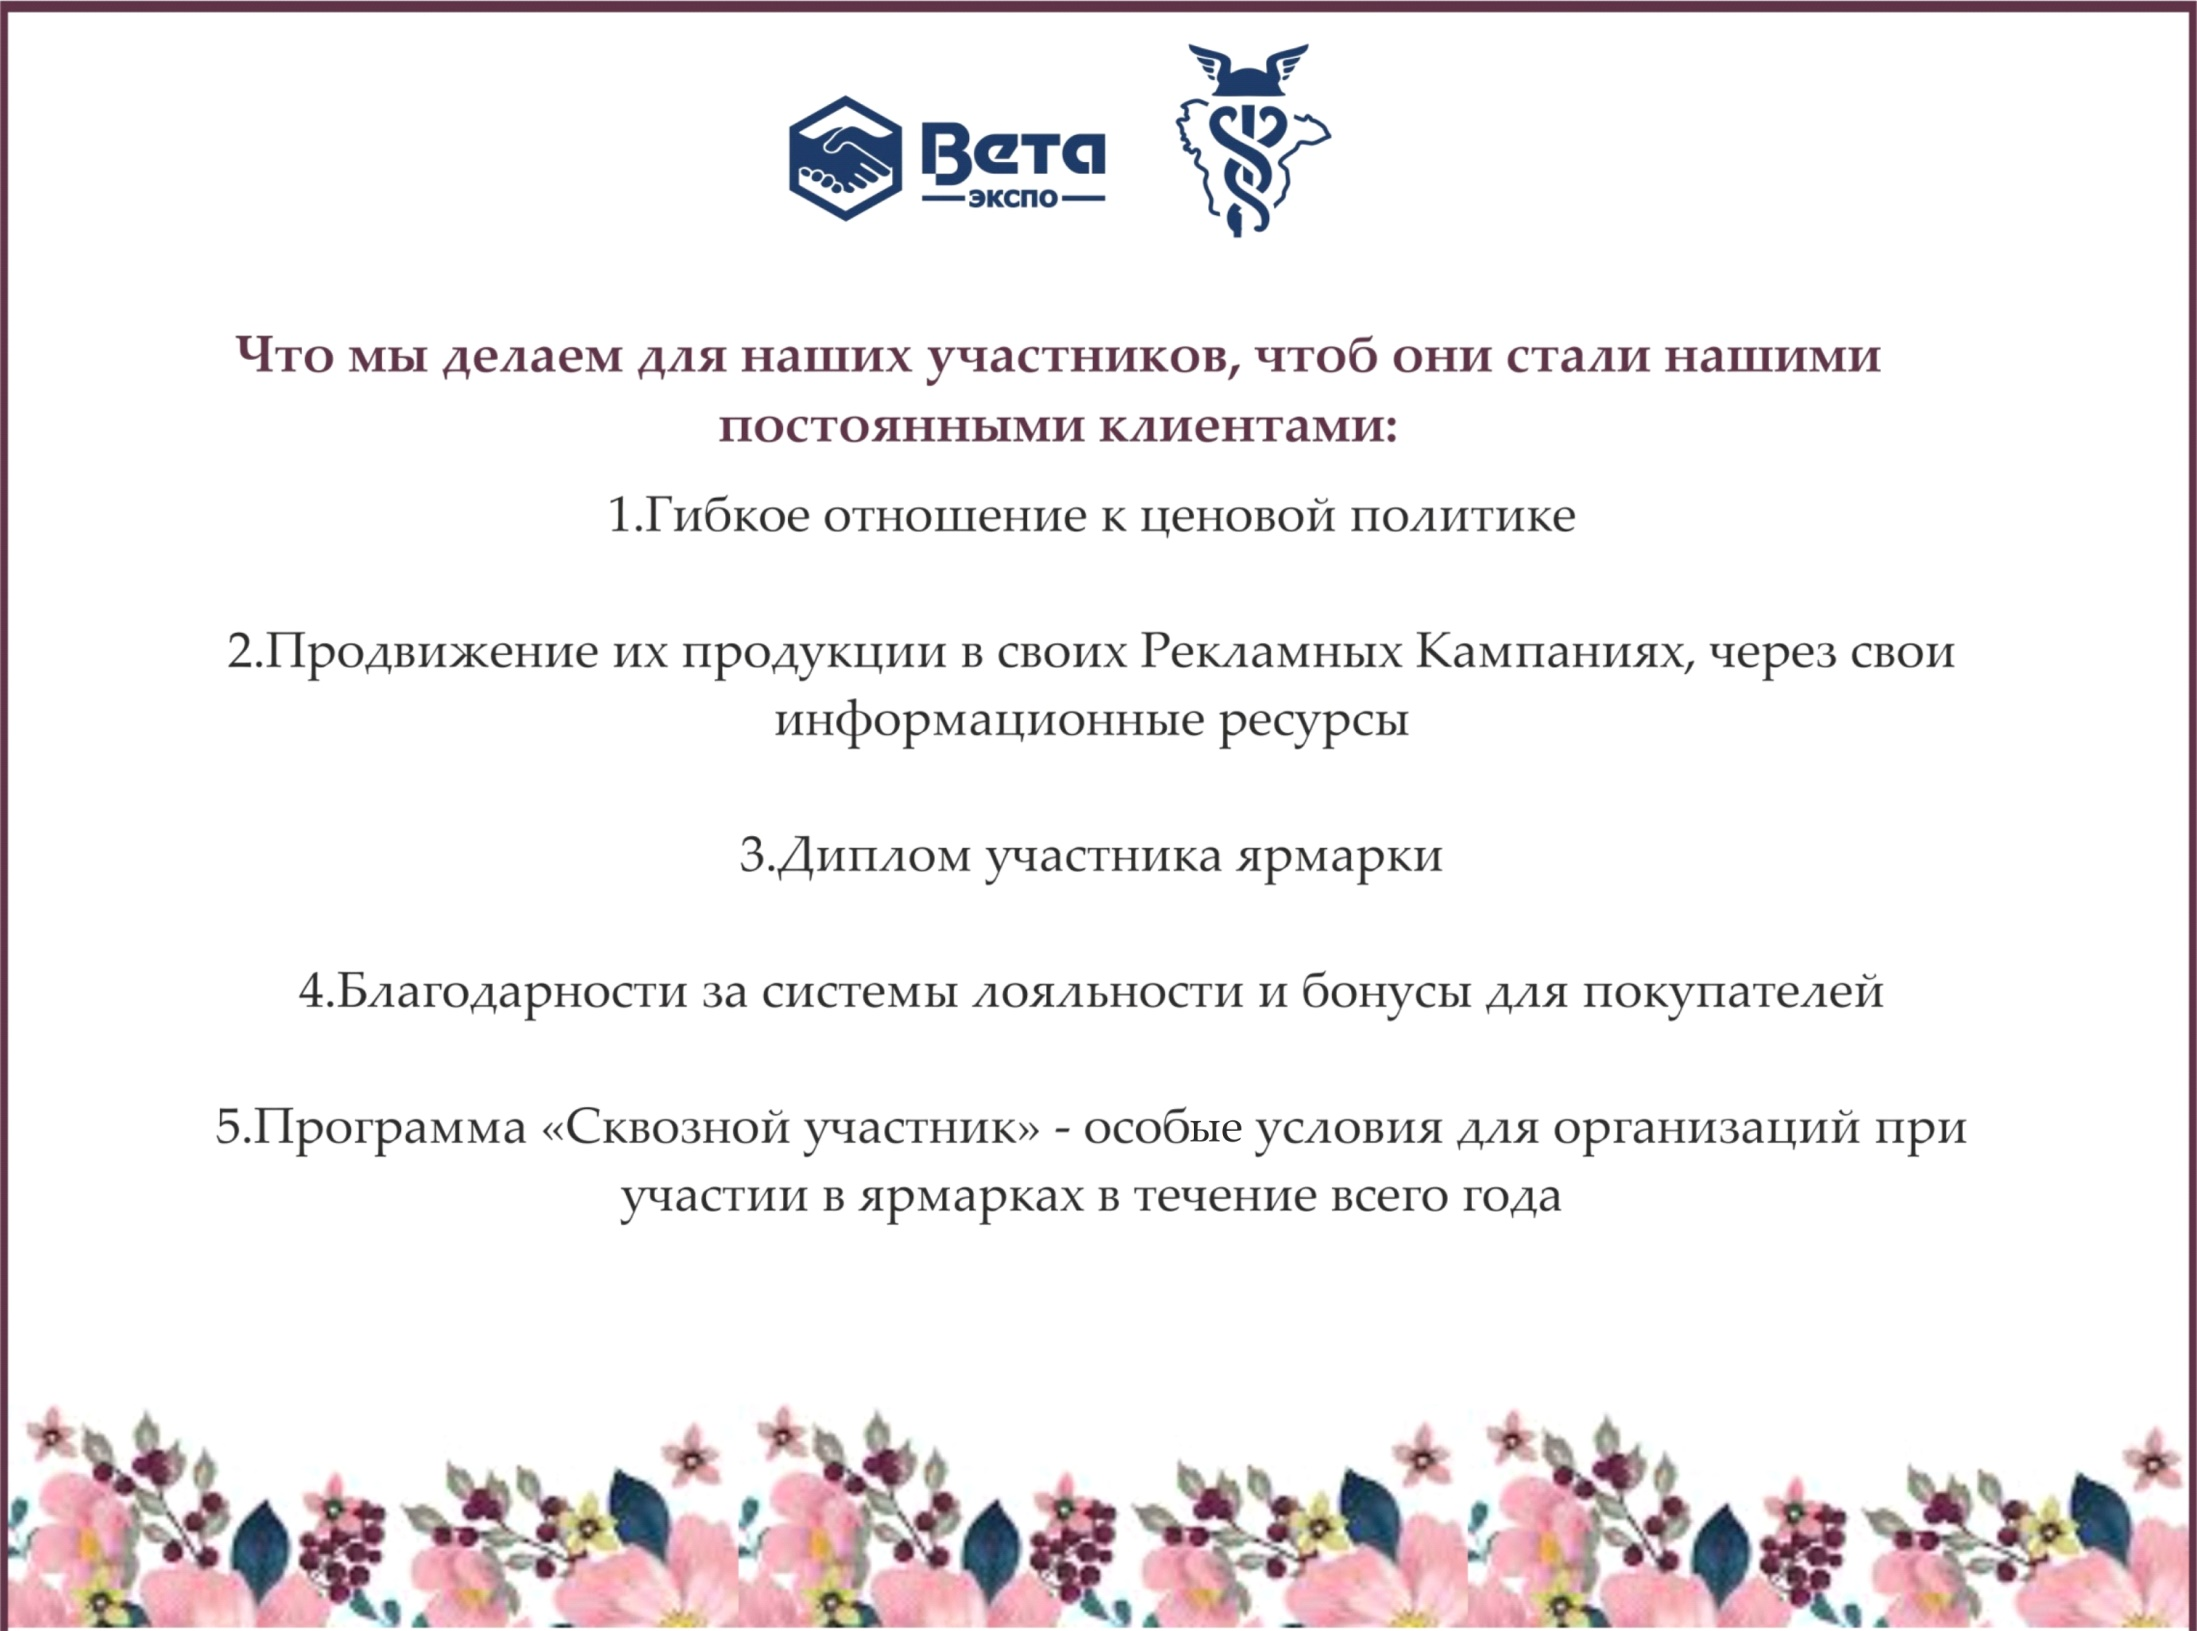 Вета
экспо
Что мы делаем для наших участников, чтоб они стали нашими
постоянными клиентами:
1.Гибкое отношение к ценовой политике
2.Продвижение их продукции в своих Рекламных Кампаниях, через свои
информационные ресурсы
3.Диплом участника ярмарки
4.Благодарности за системы лояльности и бонусы для покупателей
5.Программа «Сквозной участник» - особые условия для организаций при
участии в ярмарках в течение всего года